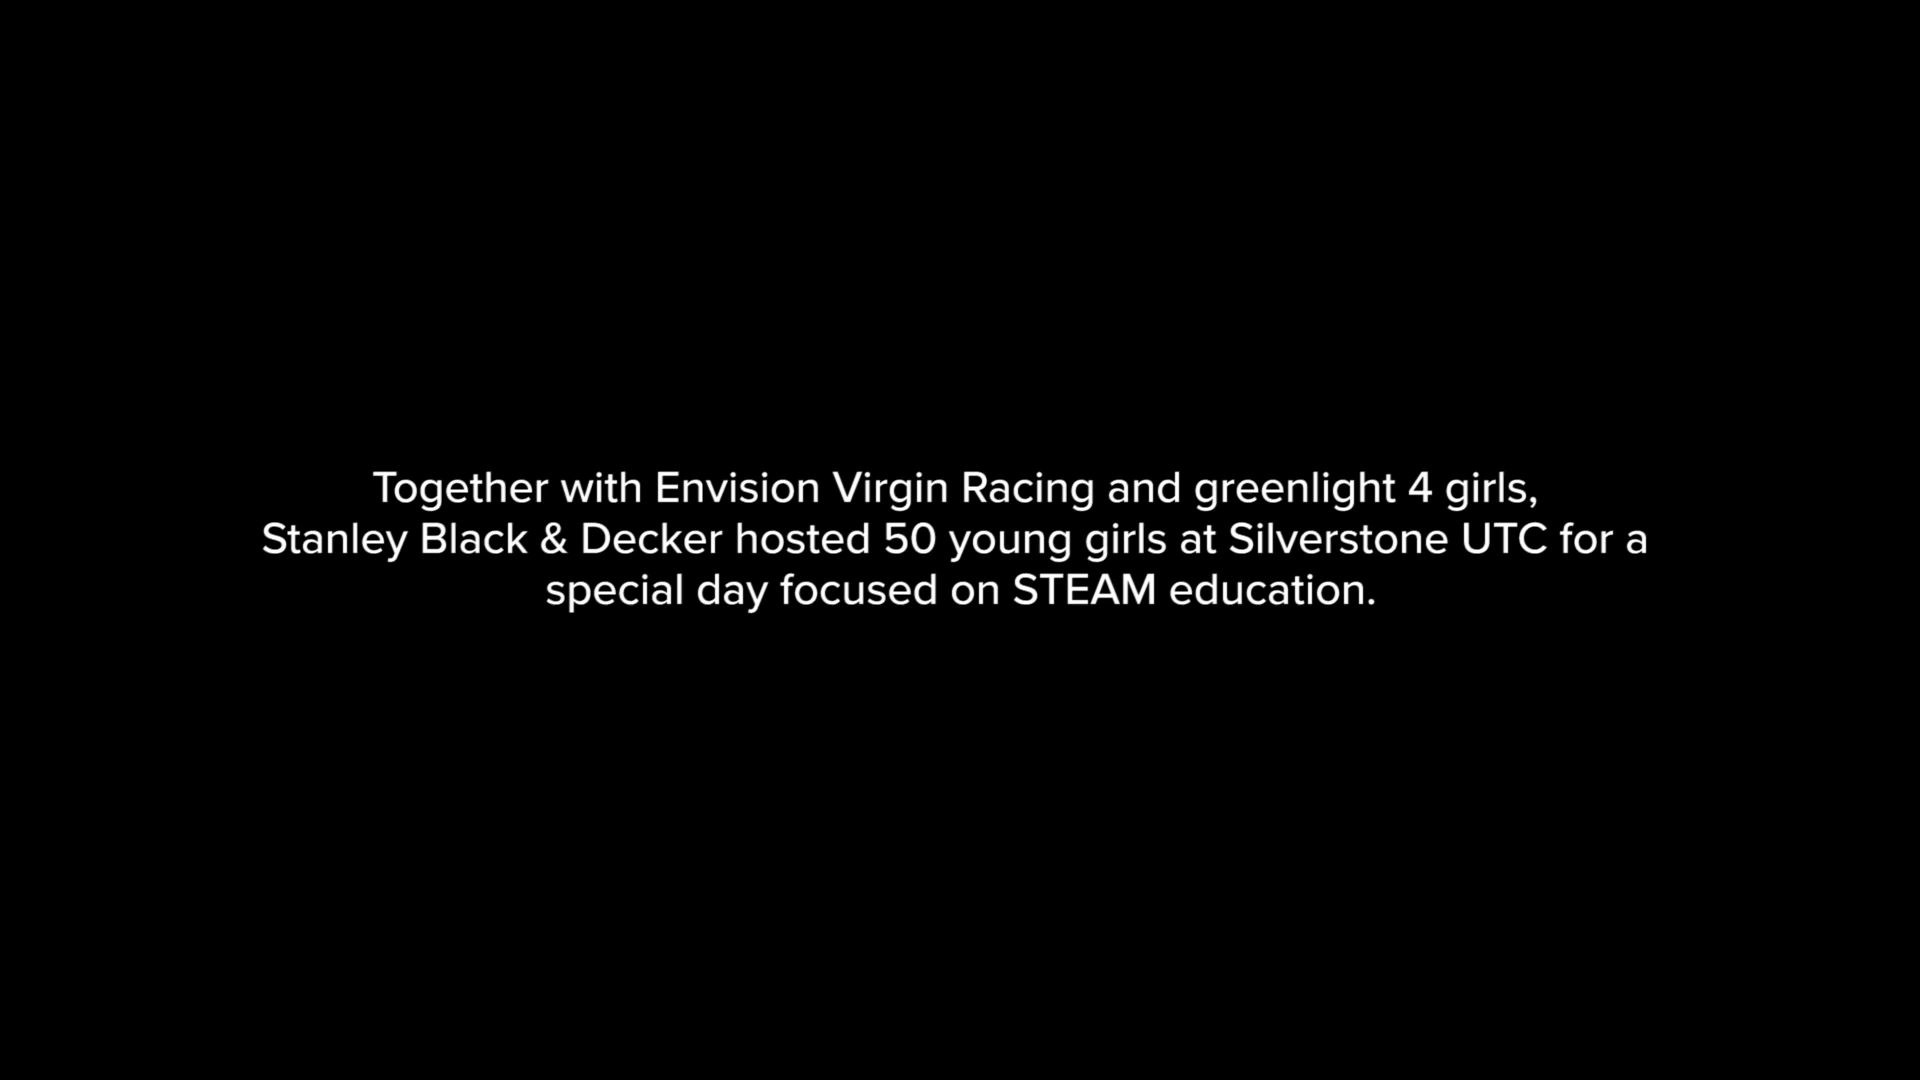 Together with Envision Virgin Racing and greenlight 4 girls,
Stanley Black & Decker hosted 50 young girls at Silverstone UTC for a
special day focused on STEAM education.